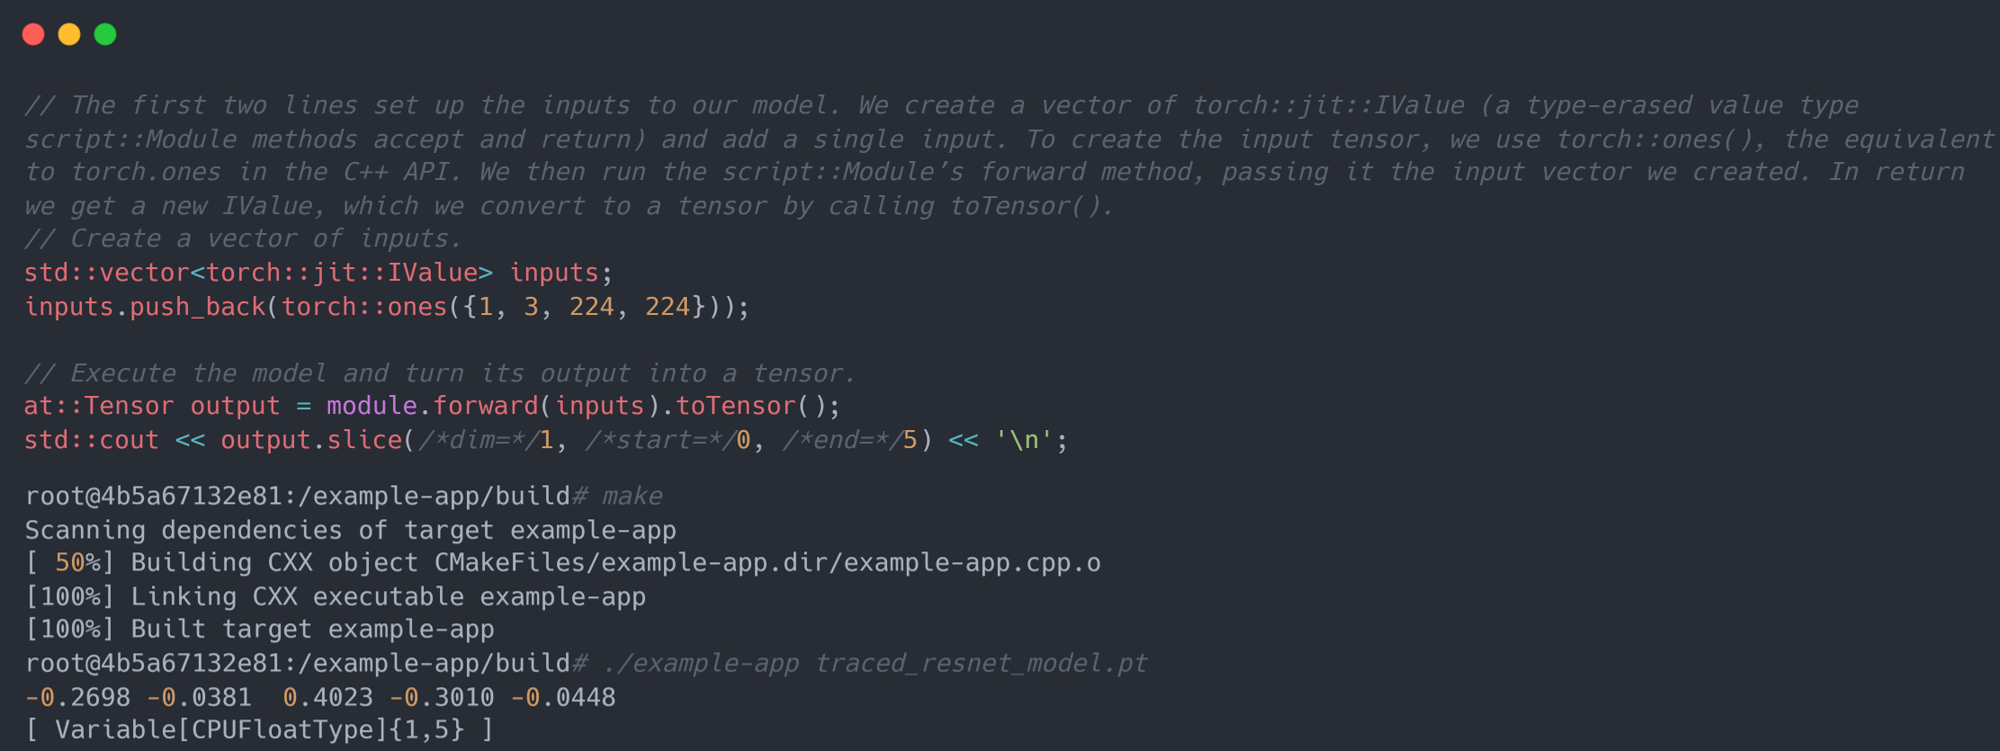 // The first two lines set up the inputs to our model. We create a vector of torch::jit::IValue (a type-erased value type
script::Module methods accept and return) and add a single input. To create the input tensor, we use torch::ones(), the equivalent
to torch.ones in the C++ API. We then run the script::Module’s forward method, passing it the input vector we created. In return
we get a new IValue, which we convert to a tensor by calling toTensor().
// Create a vector of inputs.
std::vector<torch::jit::IValue> inputs;
inputs.push_back(torch::ones({1, 3, 224, 224}));
// Execute the model and turn its output into a tensor.
at::Tensor output = module.forward(inputs).toTensor();
std::cout << output.slice(/*dim=*/1, /*start=*/0, /*end=*/5) << '\n';
root@4b5a67132e81:/example-app/build# make
Scanning dependencies of target example-app
[ 50%] Building CXX object CMakeFiles/example-app.dir/example-app.cpp.o
[100%] Linking CXX executable example-app
[100%] Built target example-app
root@4b5a67132e81:/example-app/build# ./example-app traced_resnet_model.pt
-0.2698 -0.0381  0.4023 -0.3010 -0.0448
[ Variable[CPUFloatType]{1,5} ]